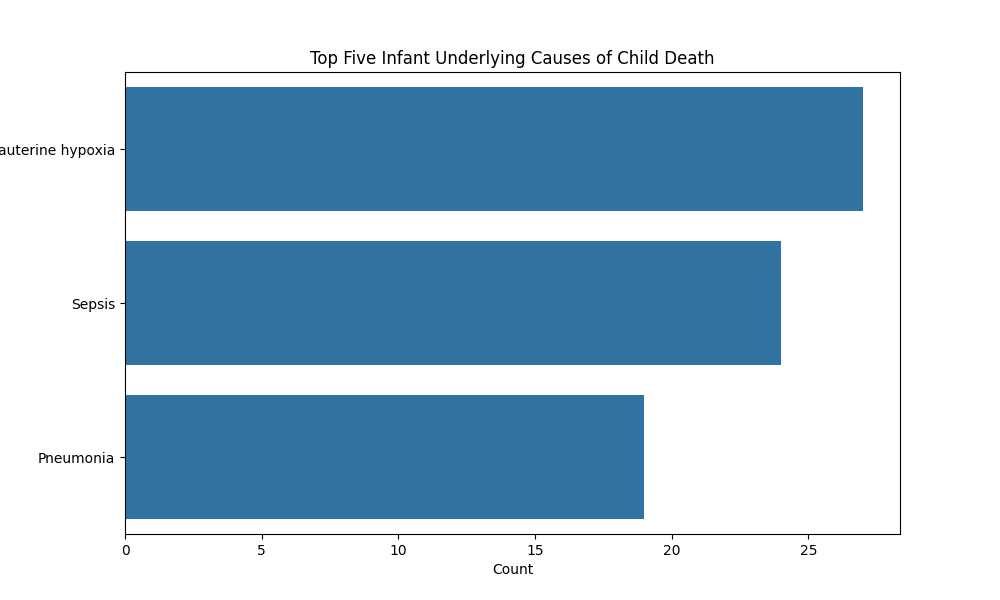 Top Five Infant Underlying Causes of Child Death
auterine hypoxia
Sepsis
Pneumonia
0 5 10 15 20 25
Count